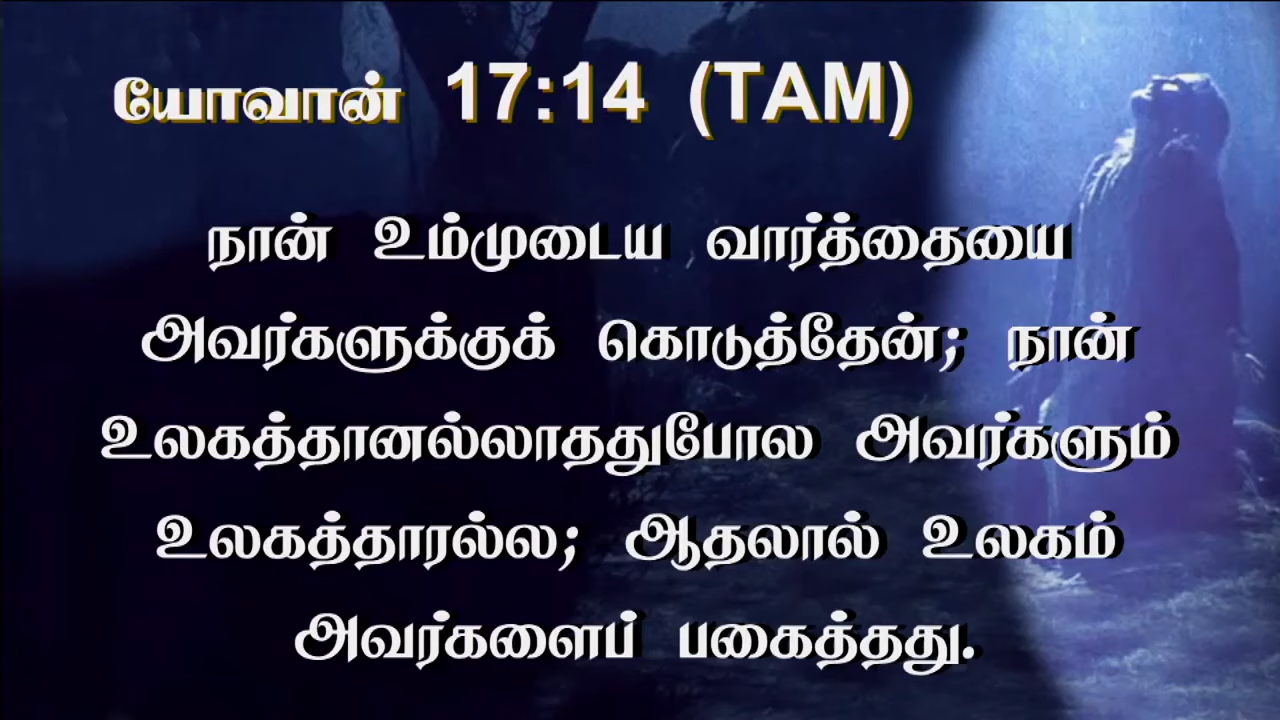 யோவான் 17:14 (TAM)
நான் உம்முடைய வார்த்தையை
அவர்களுக்குக் கொடுத்தேன்; நான்
உலகத்தானல்லாததுபோல அவர்களும்
உலகத்தாரல்ல; ஆதலால் உலகம்
அவர்களைப் பகைத்தது.